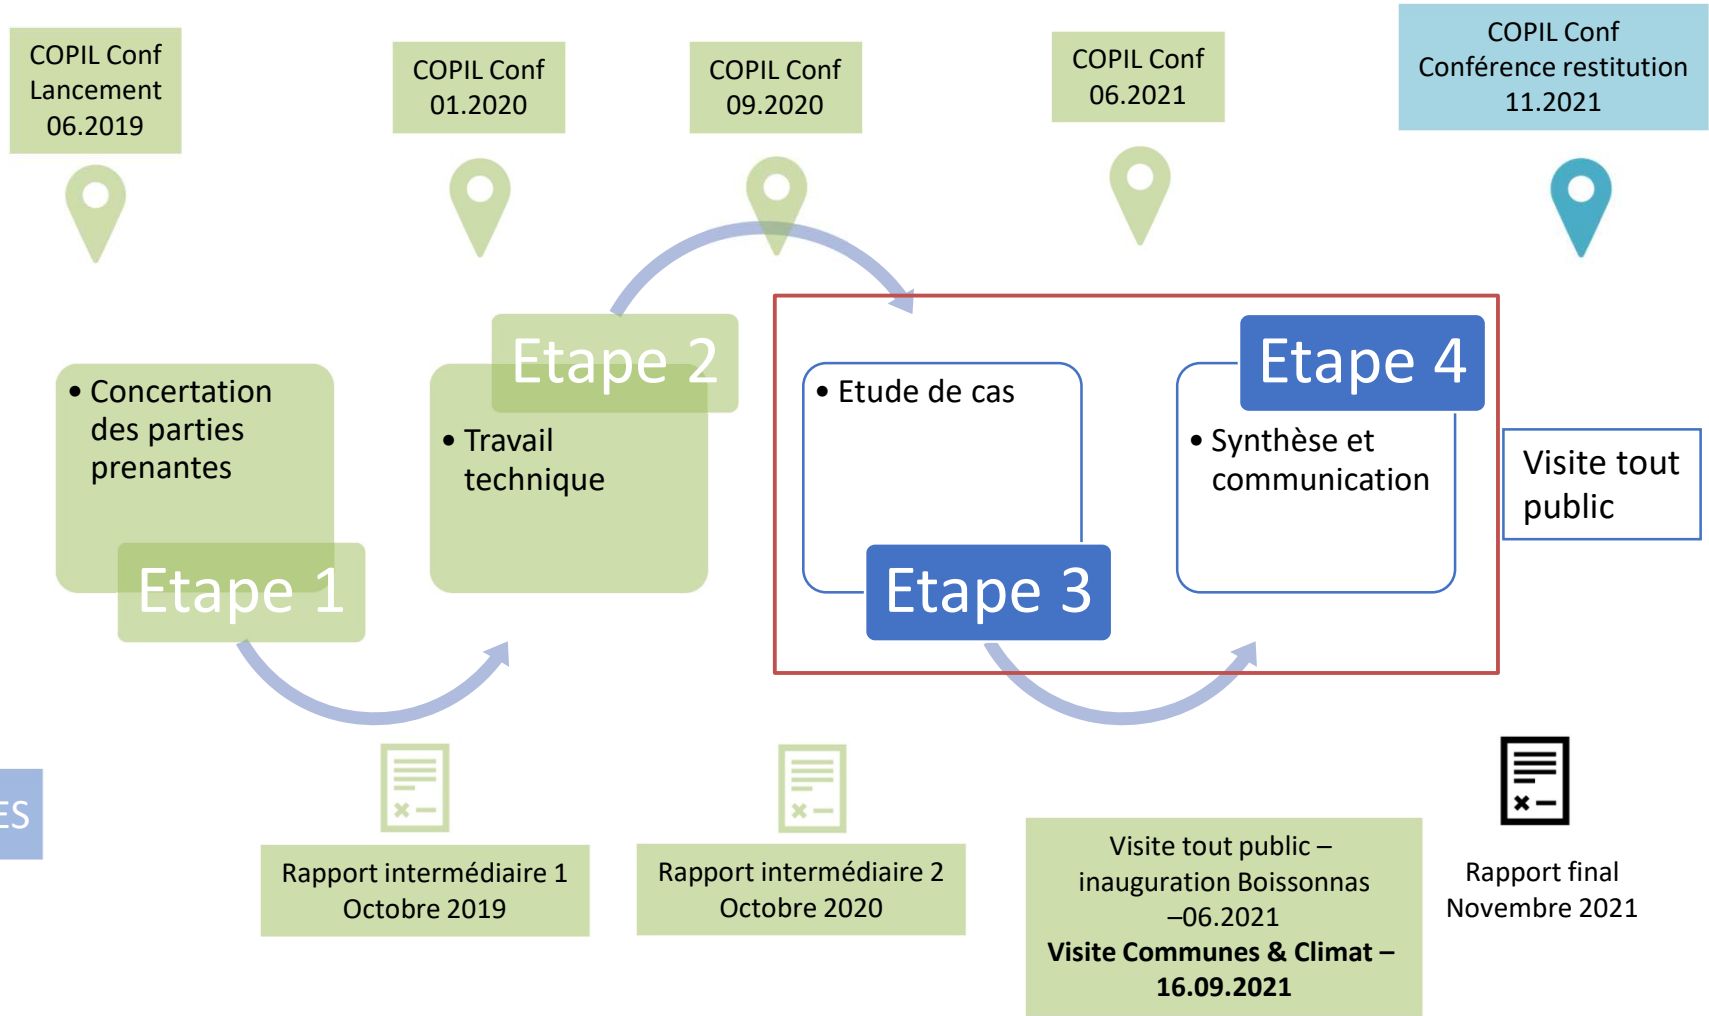 COPIL Conf
Lancement
06.2019
COPIL Conf
01.2020
COPIL Conf
09.2020
COPIL Conf
06.2021
COPIL Conf
Conférence restitution
11.2021
• Concertation
des parties
prenantes
Etape 1
Etape 2
• Travail
technique
• Etude de cas
Etape 3
Etape 4
• Synthèse et
communication
Visite tout
public
ES
Rapport intermédiaire 1
Octobre 2019
Rapport intermédiaire 2
Octobre 2020
Visite tout public –
inauguration Boissonnas
–06.2021
Visite Communes & Climat –
16.09.2021
Rapport final
Novembre 2021